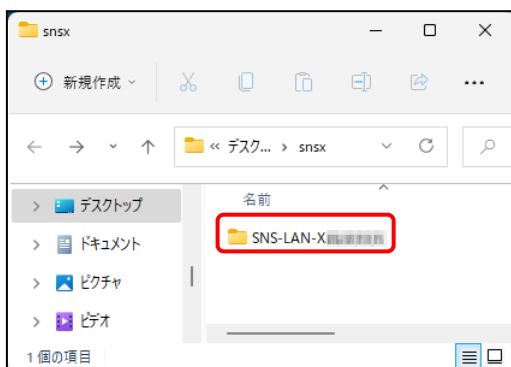 snsx
新規作成
« デスク... › snsx
デスクトップ
ドキュメント
ピクチャ
ビデオ
名前
SNS-LAN-X
1 個の項目